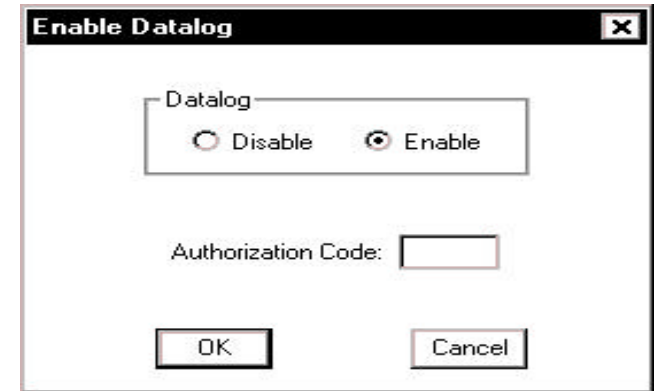 Enable Datalog
Datalog
Disable Enable
Authorization Code:
OK Cancel